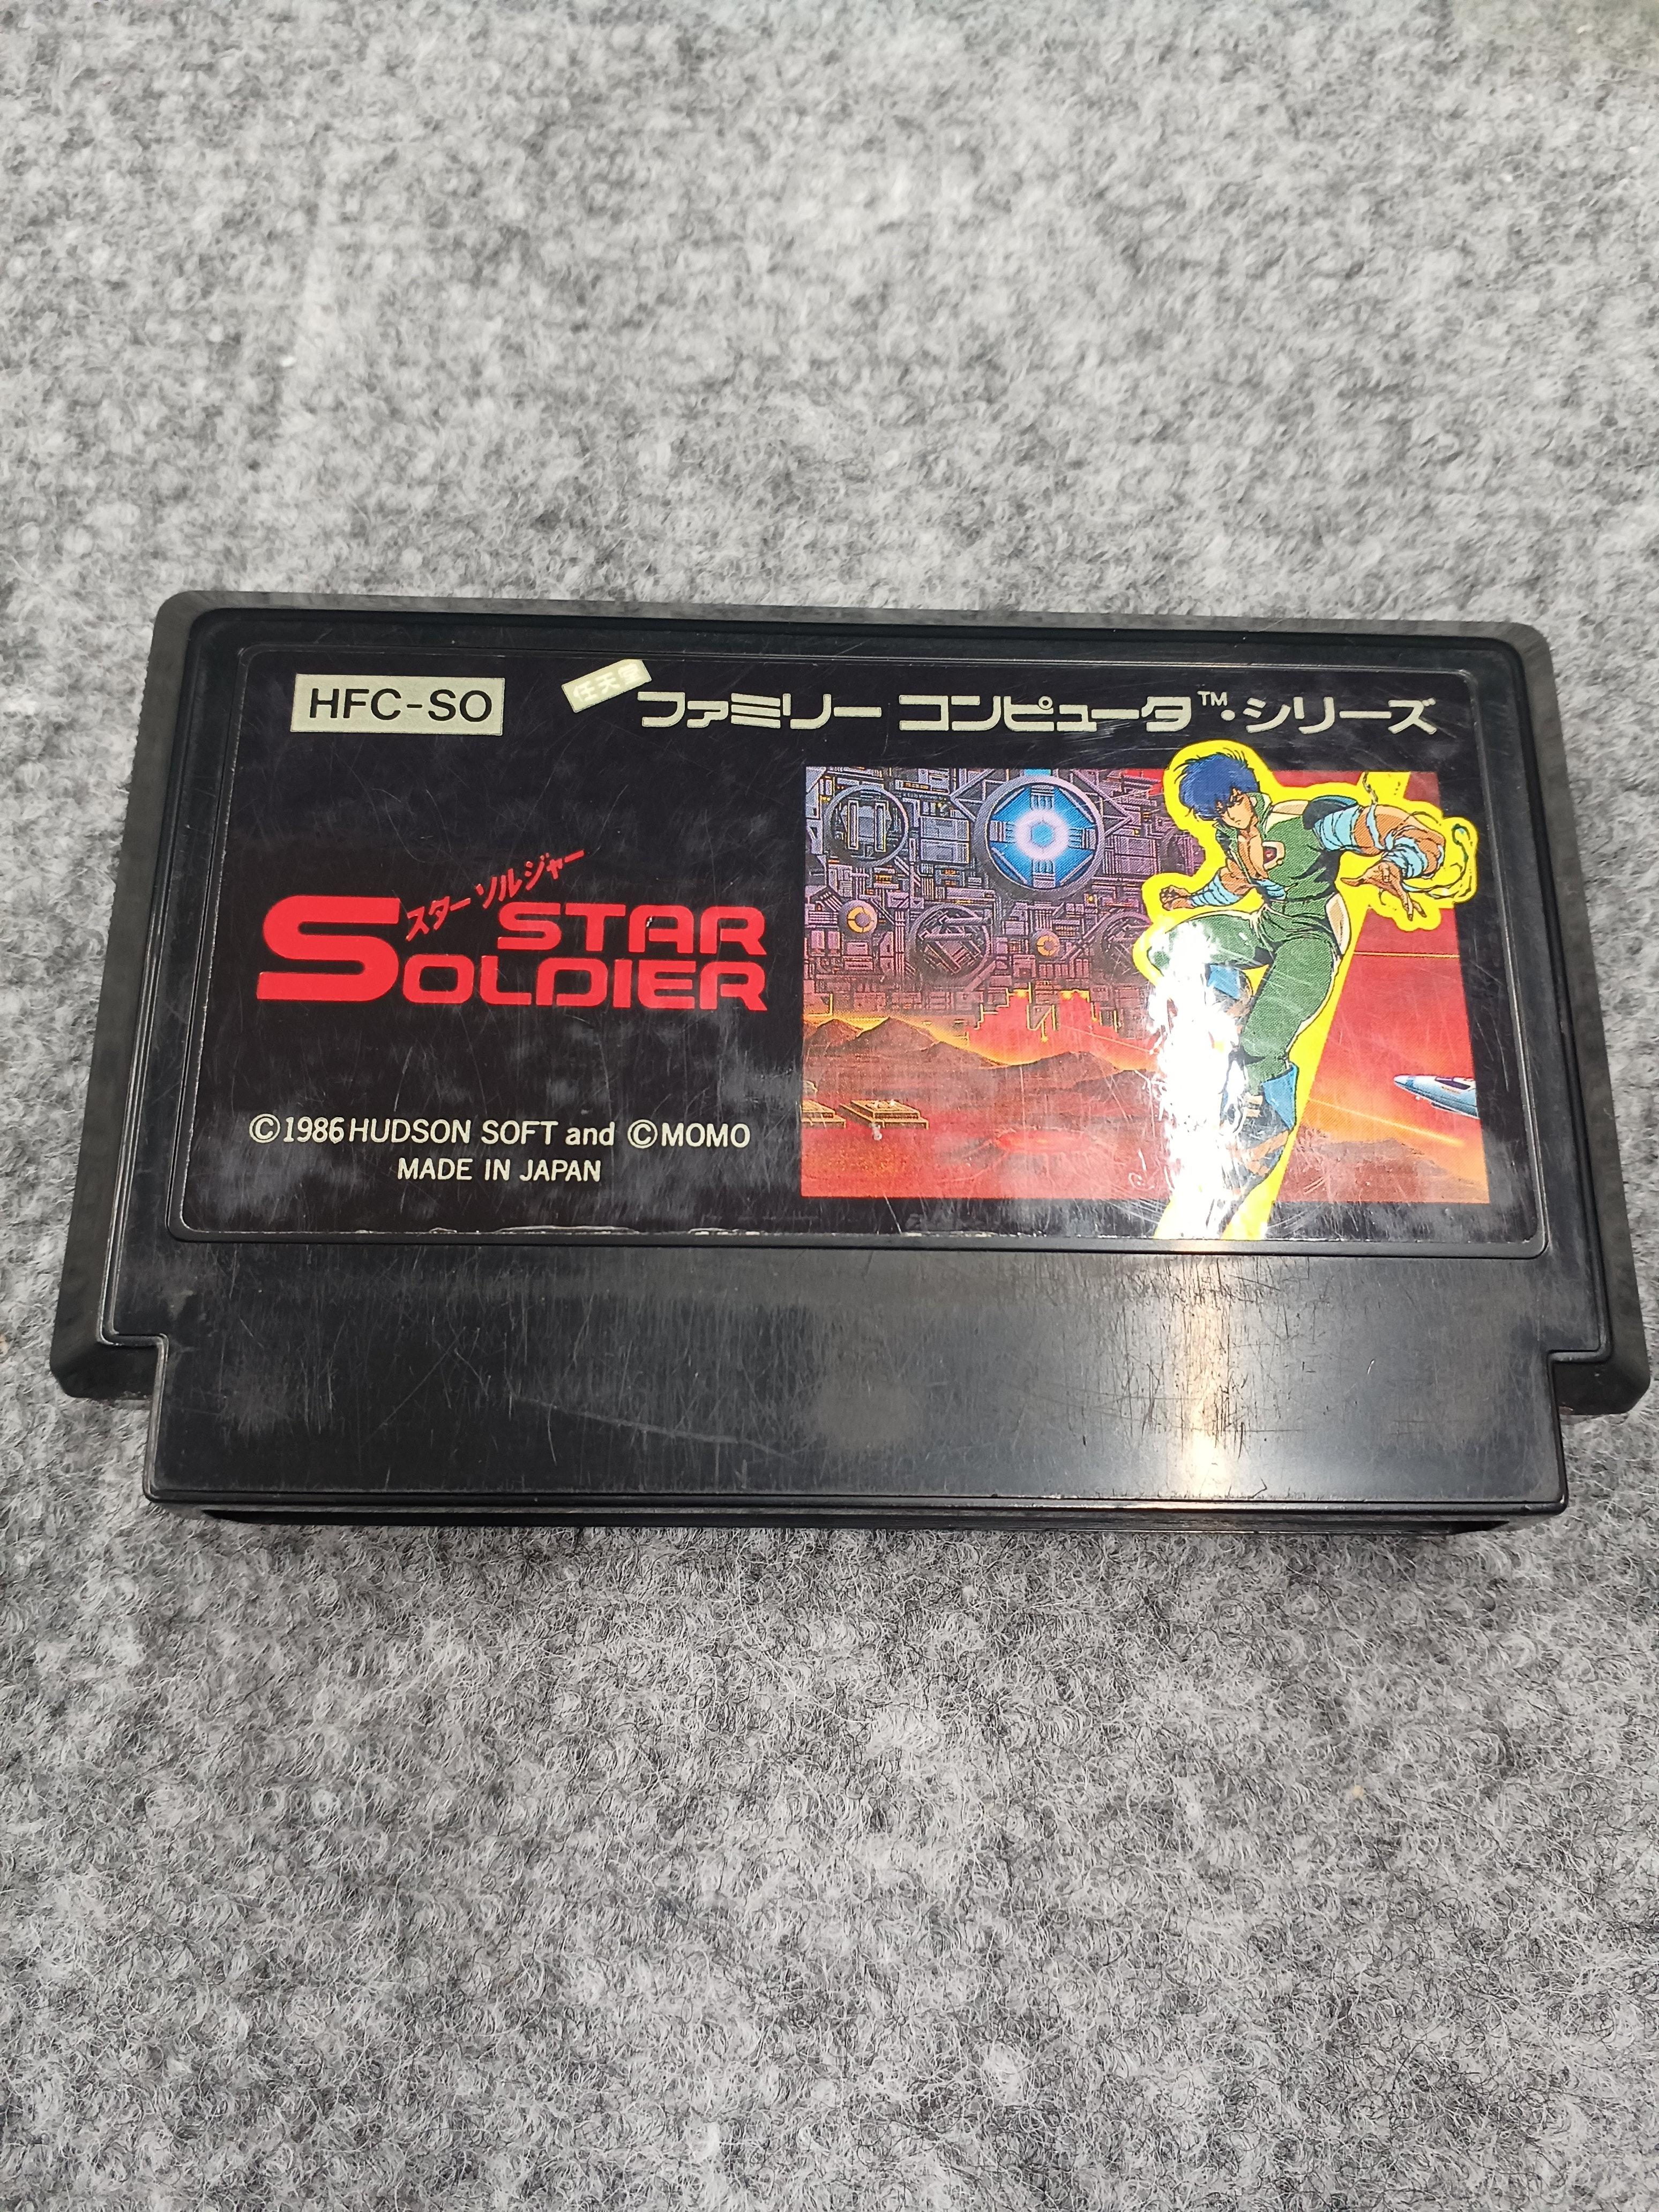 HFC-SO
任天堂 ファミリー コンピュータ™・シリーズ
スターソルジャー
STAR
SOLDIER
©1986 HUDSON SOFT and ©MOMO
MADE IN JAPAN